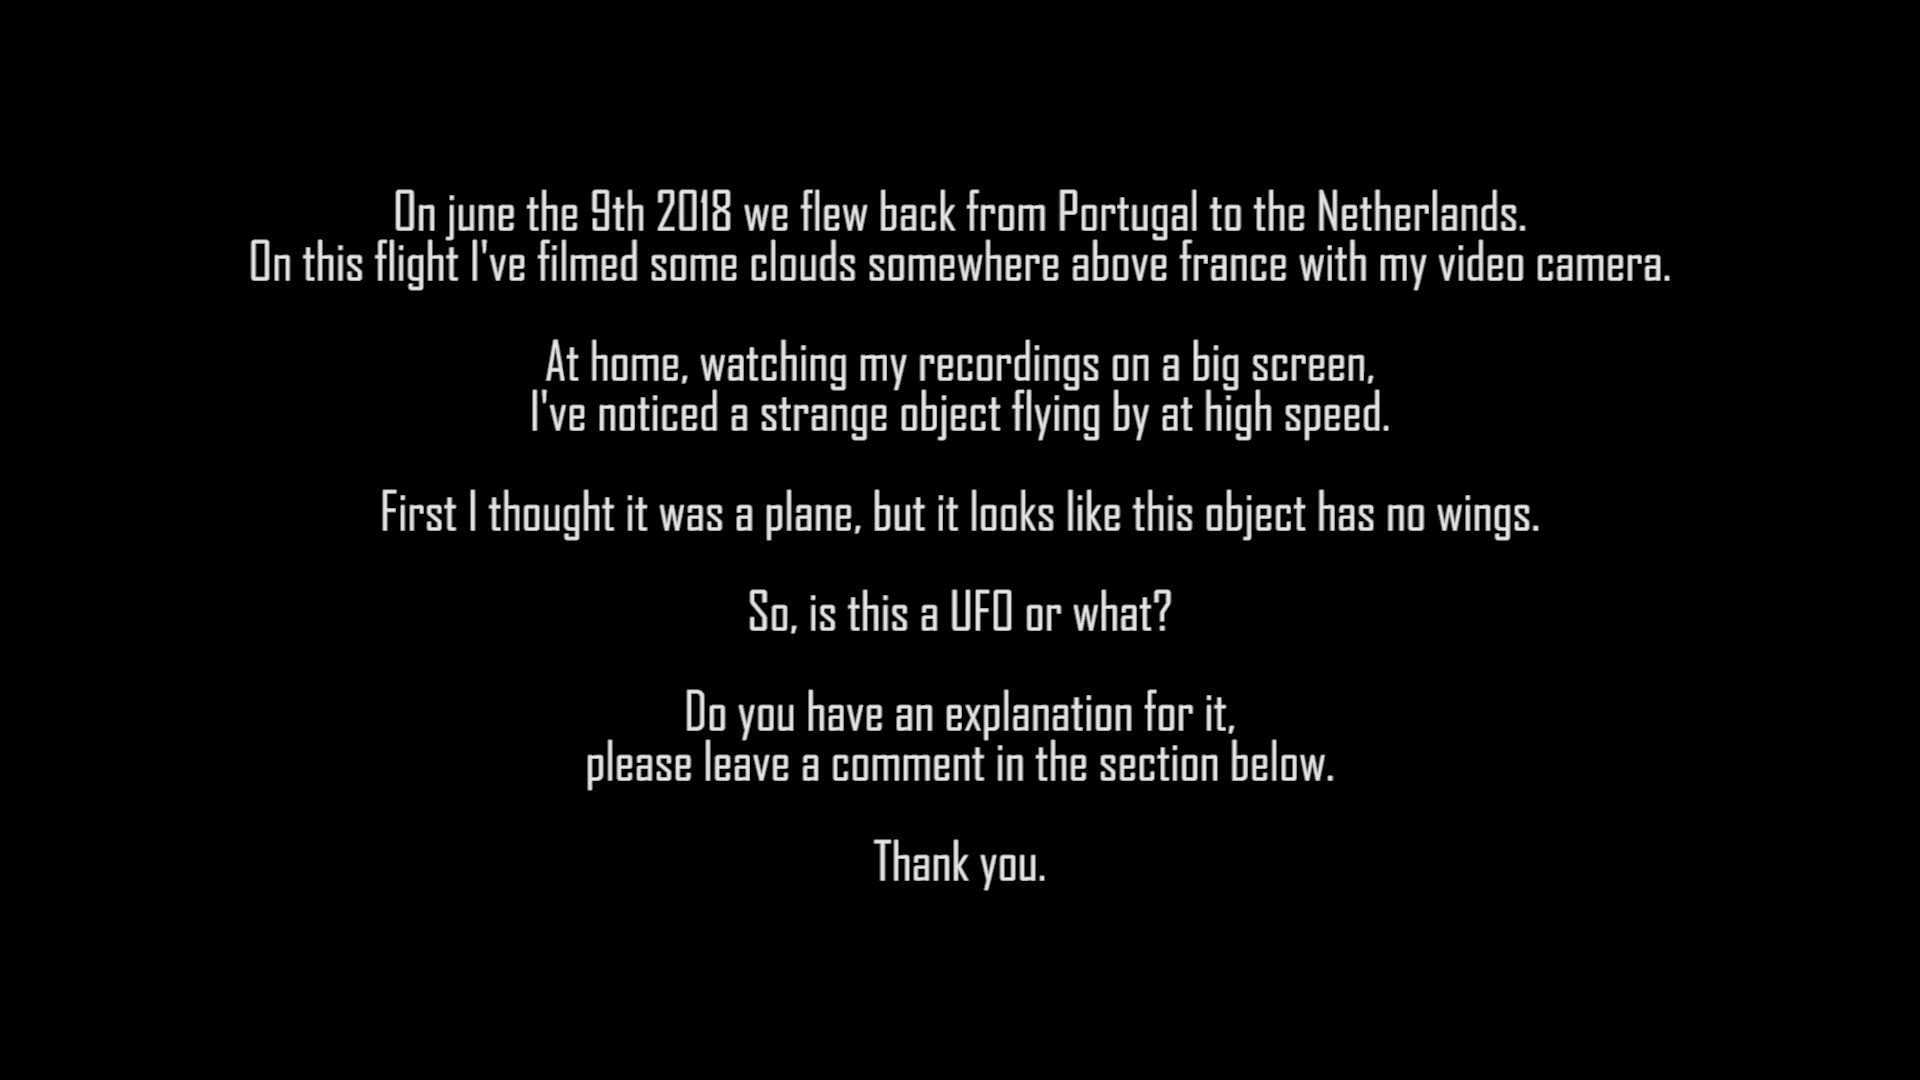 On june the 9th 2018 we flew back from Portugal to the Netherlands.
On this flight I've filmed some clouds somewhere above france with my video camera.
At home, watching my recordings on a big screen,
I've noticed a strange object flying by at high speed.
First I thought it was a plane, but it looks like this object has no wings.
So, is this a UFO or what?
Do you have an explanation for it,
please leave a comment in the section below.
Thank you.